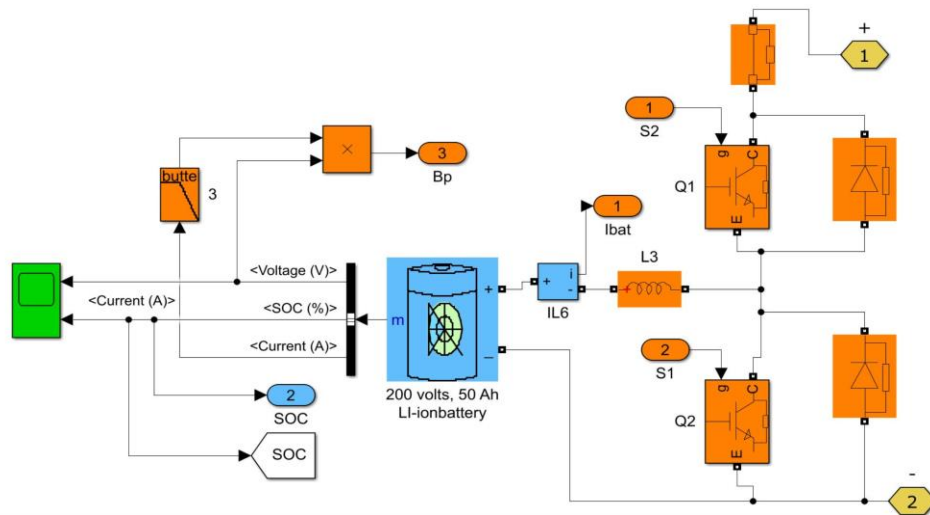 +
1
1
S2
g
C
E
Q1
butte
3
×
3
Bp
1
Ibat
L3
<Voltage (V)>
<Current (A)>
<SOC (%)>
<Current (A)>
m
+
–
+
i
-
IL6
+
200 volts, 50 Ah
LI-ionbattery
2
SOC
SOC
2
S1
g
C
E
Q2
-
2